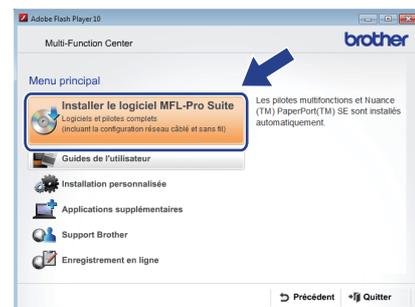 Adobe Flash Player 10
Multi-Function Center
brother
Menu principal
Installer le logiciel MFL-Pro Suite
Logiciels et pilotes complets
(incluant la configuration réseau câblé et sans fil)
Les pilotes multifonctions et Nuance
(TM) PaperPort(TM) SE sont installés
automatiquement.
Guides de l'utilisateur
Installation personnalisée
Applications supplémentaires
Support Brother
Enregistrement en ligne
Précédent
Quitter